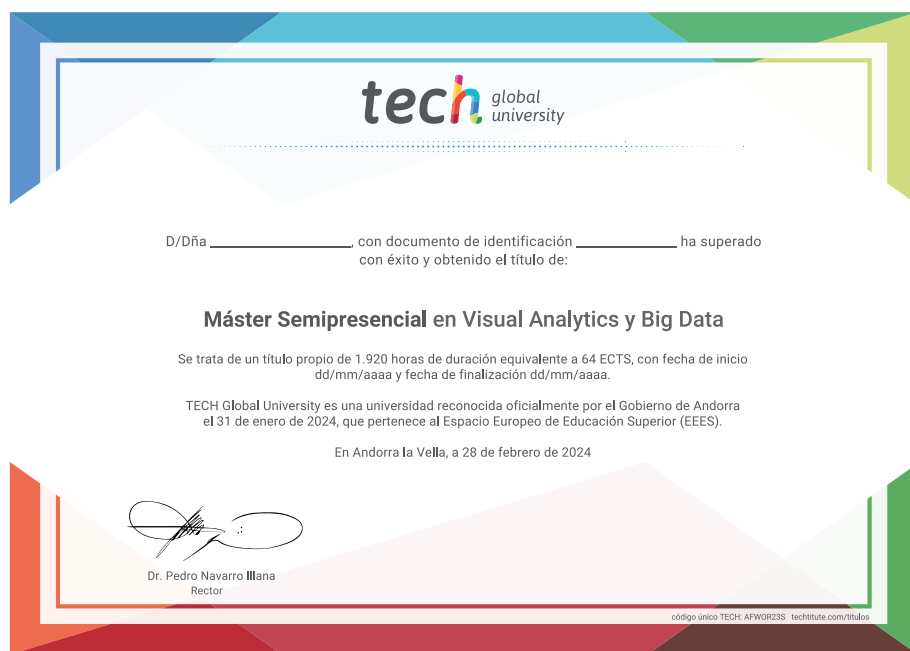 tech global university
D/Dña ______________, con documento de identificación __________ ha superado
con éxito y obtenido el título de:
Máster Semipresencial en Visual Analytics y Big Data
Se trata de un título propio de 1.920 horas de duración equivalente a 64 ECTS, con fecha de inicio
dd/mm/aaaa y fecha de finalización dd/mm/aaaa.
TECH Global University es una universidad reconocida oficialmente por el Gobierno de Andorra
el 31 de enero de 2024, que pertenece al Espacio Europeo de Educación Superior (EEES).
En Andorra la Vella, a 28 de febrero de 2024
Dr. Pedro Navarro Illana
Rector
código único TECH: AFWOR23S techtitute.com/titulos